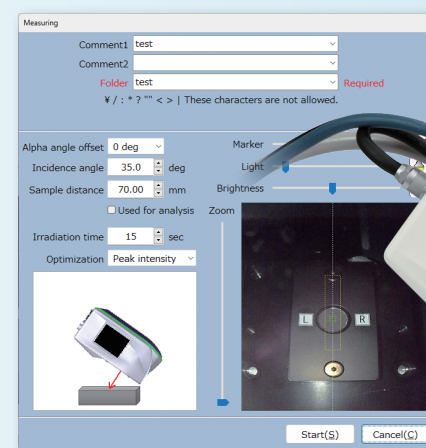 Measuring
Comment1 test
Comment2
Folder test Required
¥ / : * ? "" < > | These characters are not allowed.
Alpha angle offset 0 deg
Marker
Incidence angle 35.0 deg
Light
Sample distance 70.00 mm
Brightness
Used for analysis
Zoom
Irradiation time 15 sec
Optimization Peak intensity
L R
Start(S) Cancel(C)